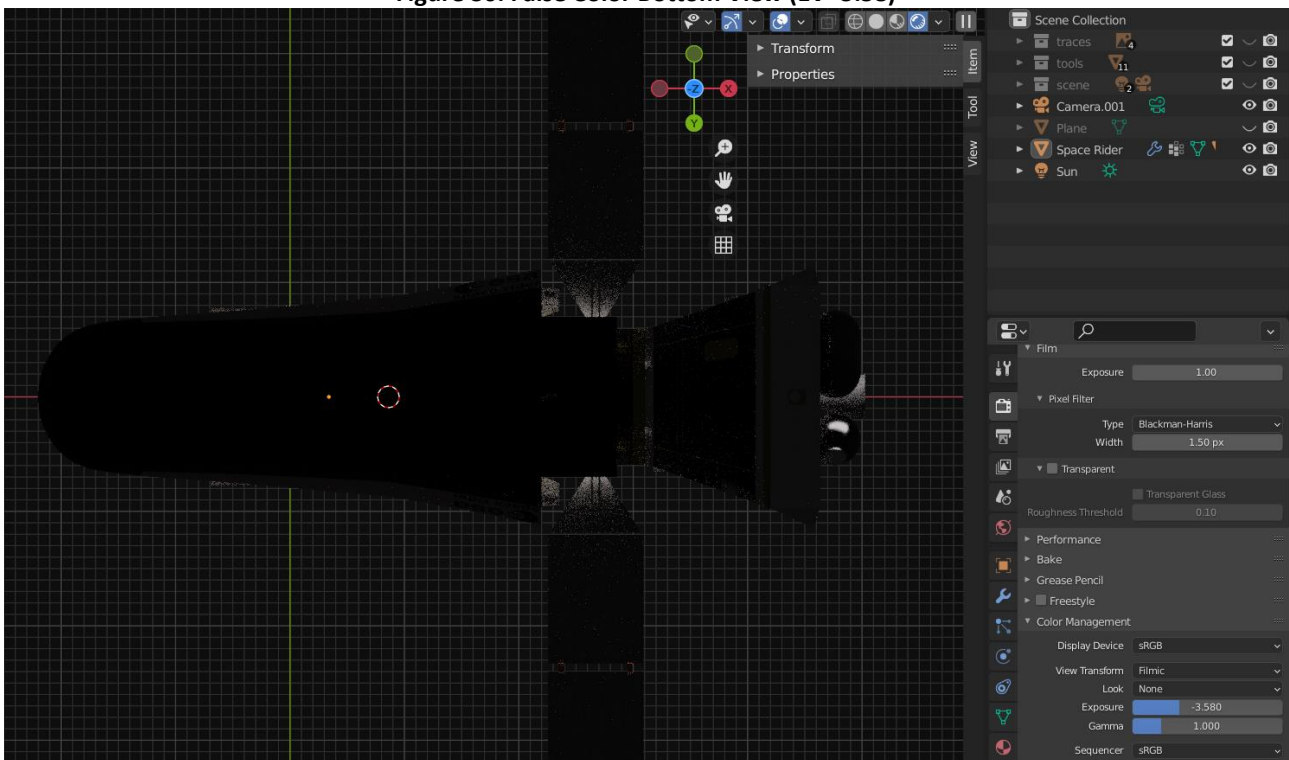 Transform
Properties
Item
Tool
View
X
-Z
Y
Scene Collection
traces 4
tools 11
scene 2
Camera.001
Plane
Space Rider
Sun
Film
Exposure 1.00
Pixel Filter
Type Blackman-Harris
Width 1.50 px
Transparent
Transparent Glass
Roughness Threshold 0.10
Performance
Bake
Grease Pencil
Freestyle
Color Management
Display Device sRGB
View Transform Filmic
Look None
Exposure -3.580
Gamma 1.000
Sequencer sRGB